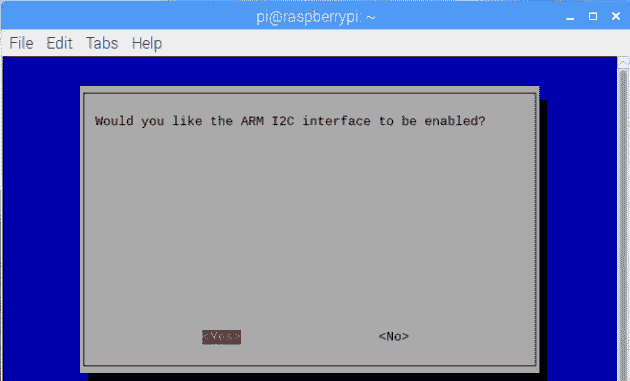 pi@raspberrypi: ~
File Edit Tabs Help
Would you like the ARM I2C interface to be enabled?
<Yes> <No>